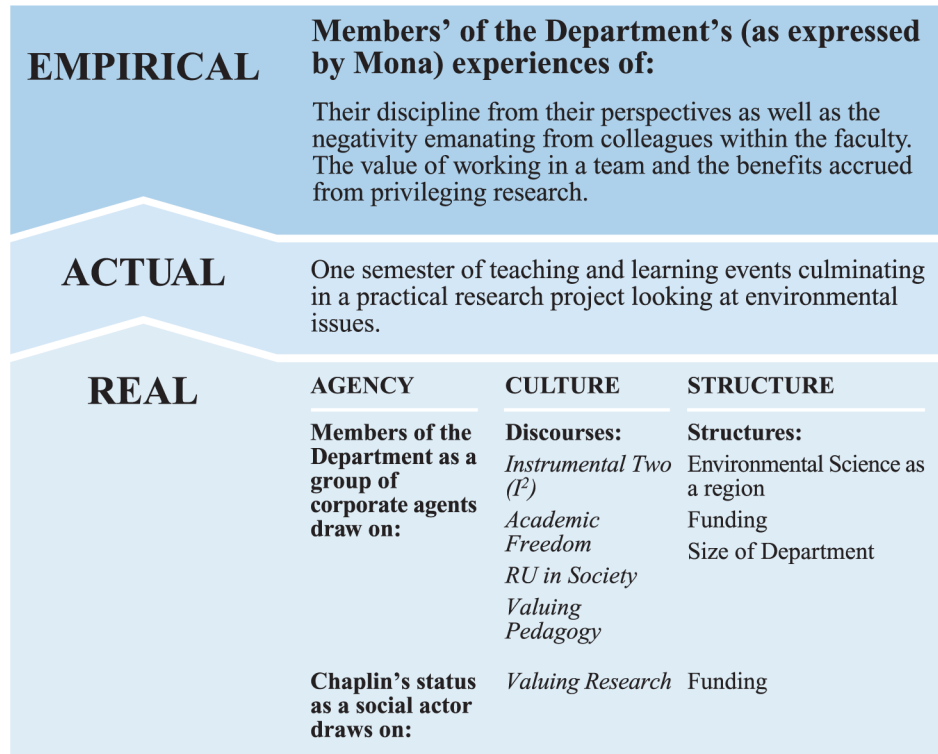 EMPIRICAL
Members’ of the Department’s (as expressed
by Mona) experiences of:
Their discipline from their perspectives as well as the
negativity emanating from colleagues within the faculty.
The value of working in a team and the benefits accrued
from privileging research.
ACTUAL
One semester of teaching and learning events culminating
in a practical research project looking at environmental
issues.
REAL
AGENCY
CULTURE
STRUCTURE
Members of the
Department as a
group of
corporate agents
draw on:
Discourses:
Instrumental Two
(I²)
Academic
Freedom
RU in Society
Valuing
Pedagogy
Structures:
Environmental Science as
a region
Funding
Size of Department
Chaplin’s status
as a social actor
draws on:
Valuing Research
Funding